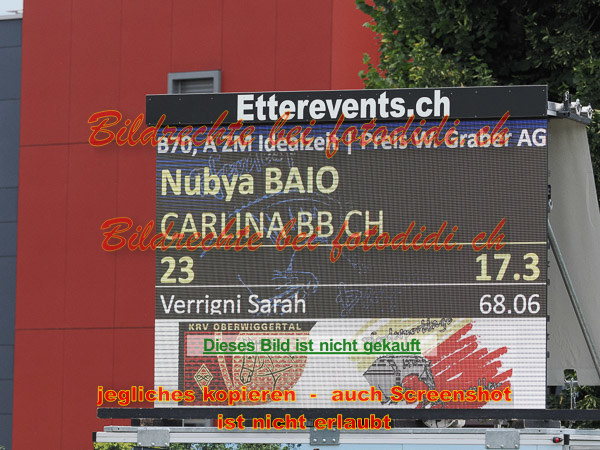 Etterevents.ch
Bildrechte bei fotodidi.ch
B70, A ZM Idealzeit | Preis Wi Graber AG
Nubya BAIO
CARLINA BB CH
Bildrechte bei fotodidi.ch
23 17.3
Verrigni Sarah 68.06
KRV OBERWIGGERTAL
Dieses Bild ist nicht gekauft
jegliches kopieren - auch Screenshot
ist nicht erlaubt